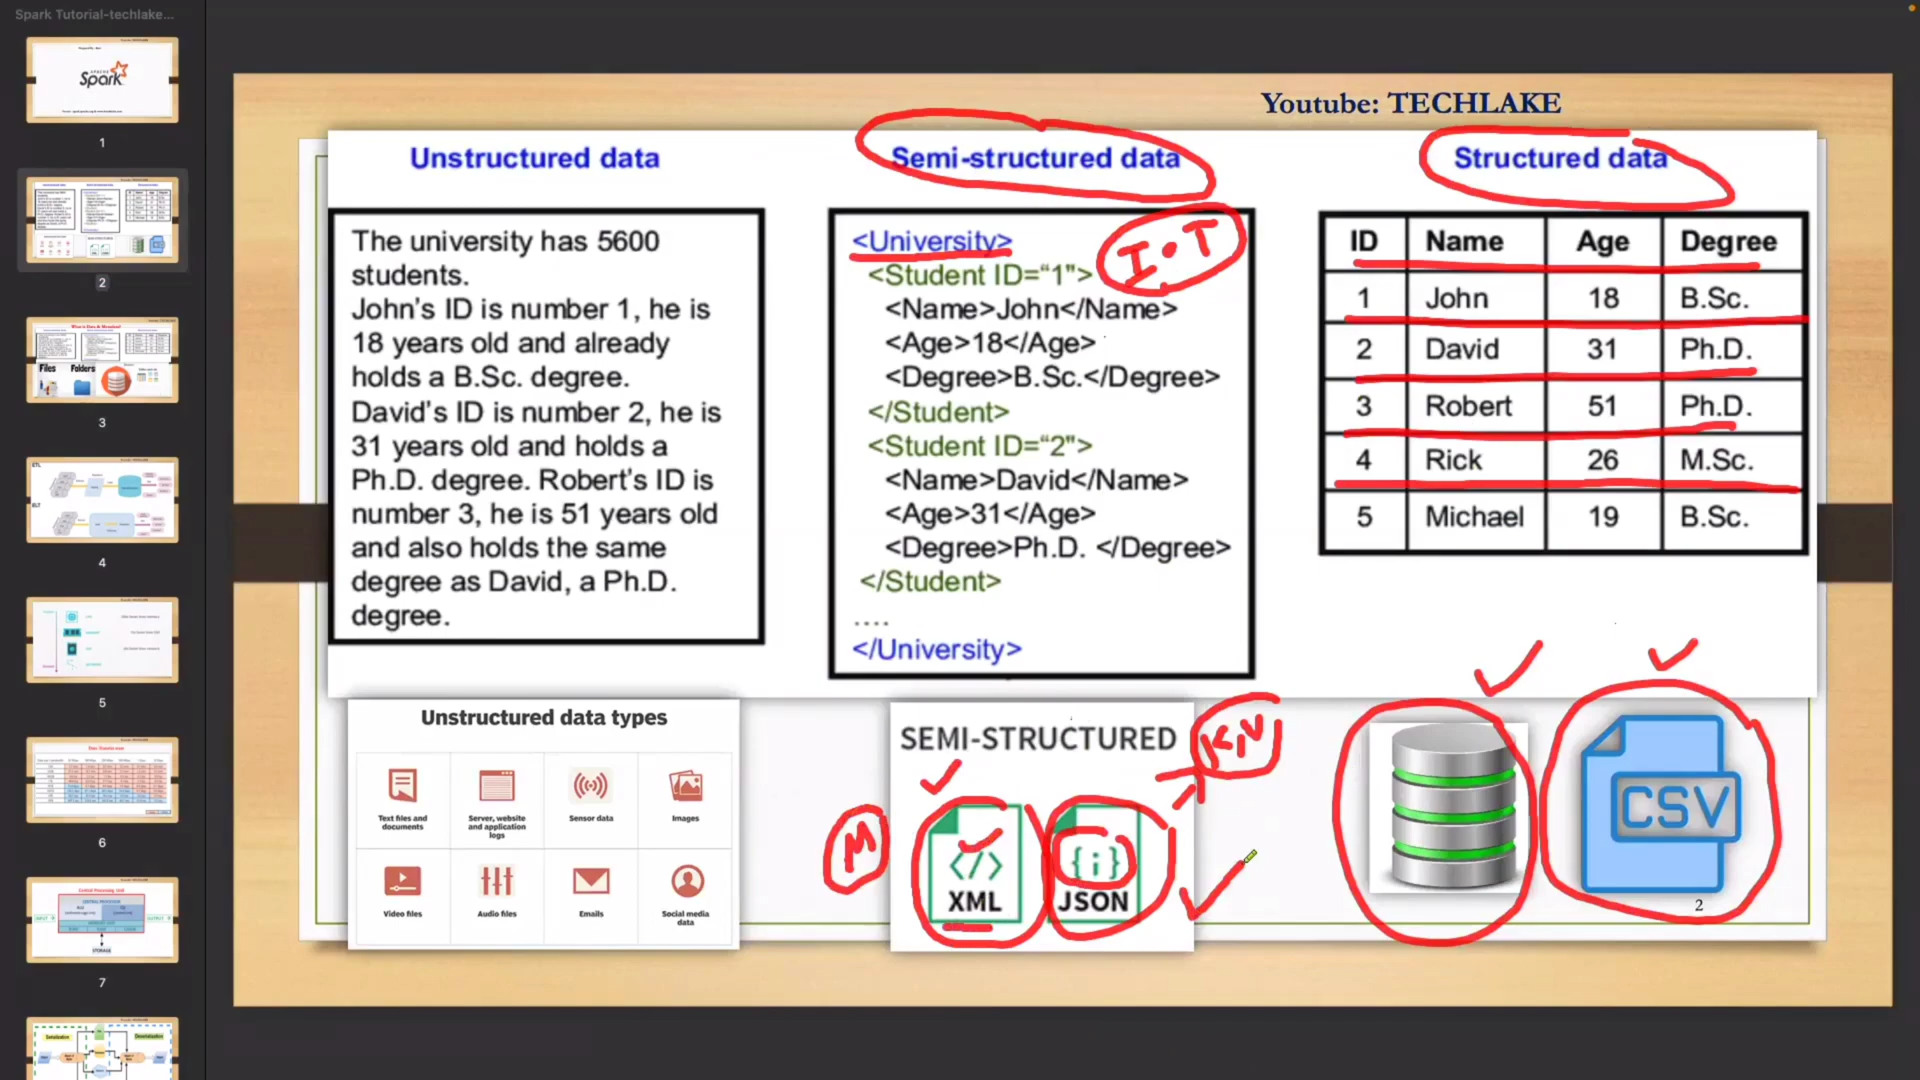 Spark Tutorial-techlake...
APACHE
Spark
1
2
3
Files
Folders
ETL
ELT
4
5
6
7
Youtube: TECHLAKE
Unstructured data
The university has 5600
students.
John's ID is number 1, he is
18 years old and already
holds a B.Sc. degree.
David's ID is number 2, he is
31 years old and holds a
Ph.D. degree. Robert's ID is
number 3, he is 51 years old
and also holds the same
degree as David, a Ph.D.
degree.
Semi-structured data
<University>
I.T
<Student ID=“1">
<Name>John</Name>
<Age>18</Age>
<Degree>B.Sc.</Degree>
</Student>
<Student ID=“2">
<Name>David</Name>
<Age>31</Age>
<Degree>Ph.D. </Degree>
</Student>
....
</University>
Structured data
ID Name Age Degree
1 John 18 B.Sc.
2 David 31 Ph.D.
3 Robert 51 Ph.D.
4 Rick 26 M.Sc.
5 Michael 19 B.Sc.
Unstructured data types
Text files and
documents
Server, website
and application
logs
Sensor data
Images
Video files
Audio files
Emails
Social media
data
SEMI-STRUCTURED
K,V
M
</>
XML
{i}
JSON
CSV
2